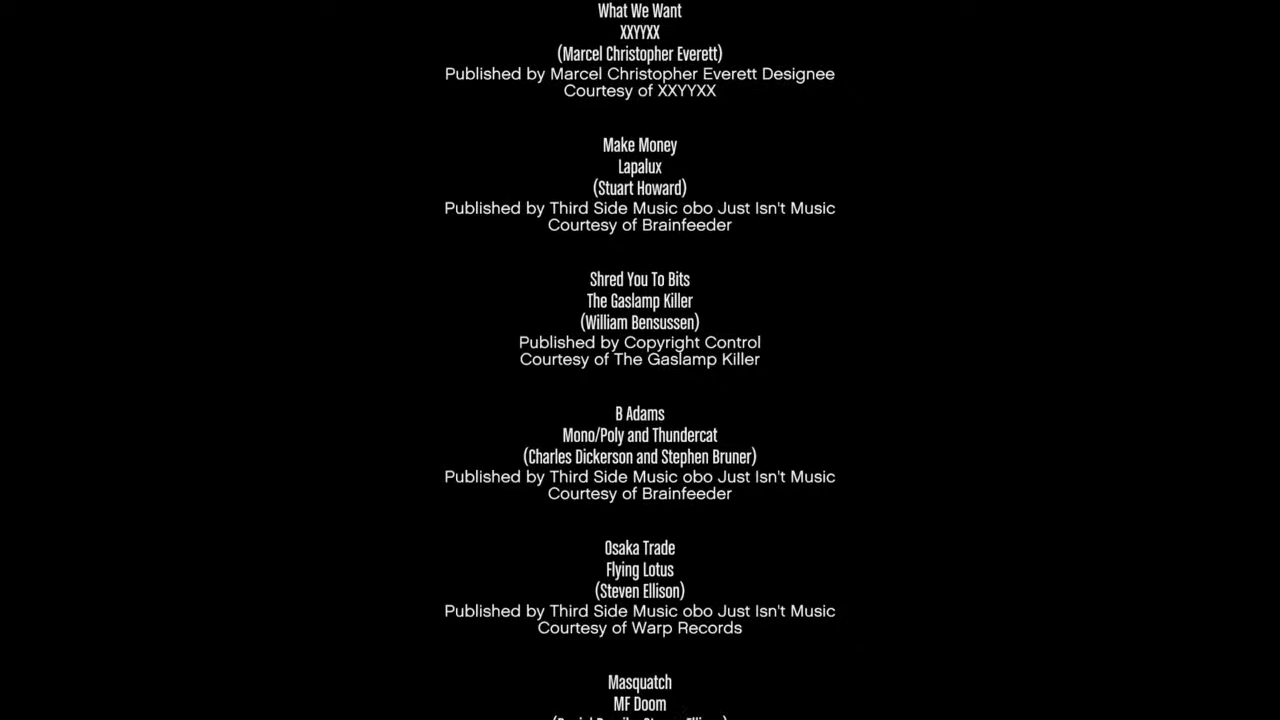 What We Want
XXYYXX
(Marcel Christopher Everett)
Published by Marcel Christopher Everett Designee
Courtesy of XXYYXX
Make Money
Lapalux
(Stuart Howard)
Published by Third Side Music obo Just Isn't Music
Courtesy of Brainfeeder
Shred You To Bits
The Gaslamp Killer
(William Bensussen)
Published by Copyright Control
Courtesy of The Gaslamp Killer
B Adams
Mono/Poly and Thundercat
(Charles Dickerson and Stephen Bruner)
Published by Third Side Music obo Just Isn't Music
Courtesy of Brainfeeder
Osaka Trade
Flying Lotus
(Steven Ellison)
Published by Third Side Music obo Just Isn't Music
Courtesy of Warp Records
Masquatch
MF Doom